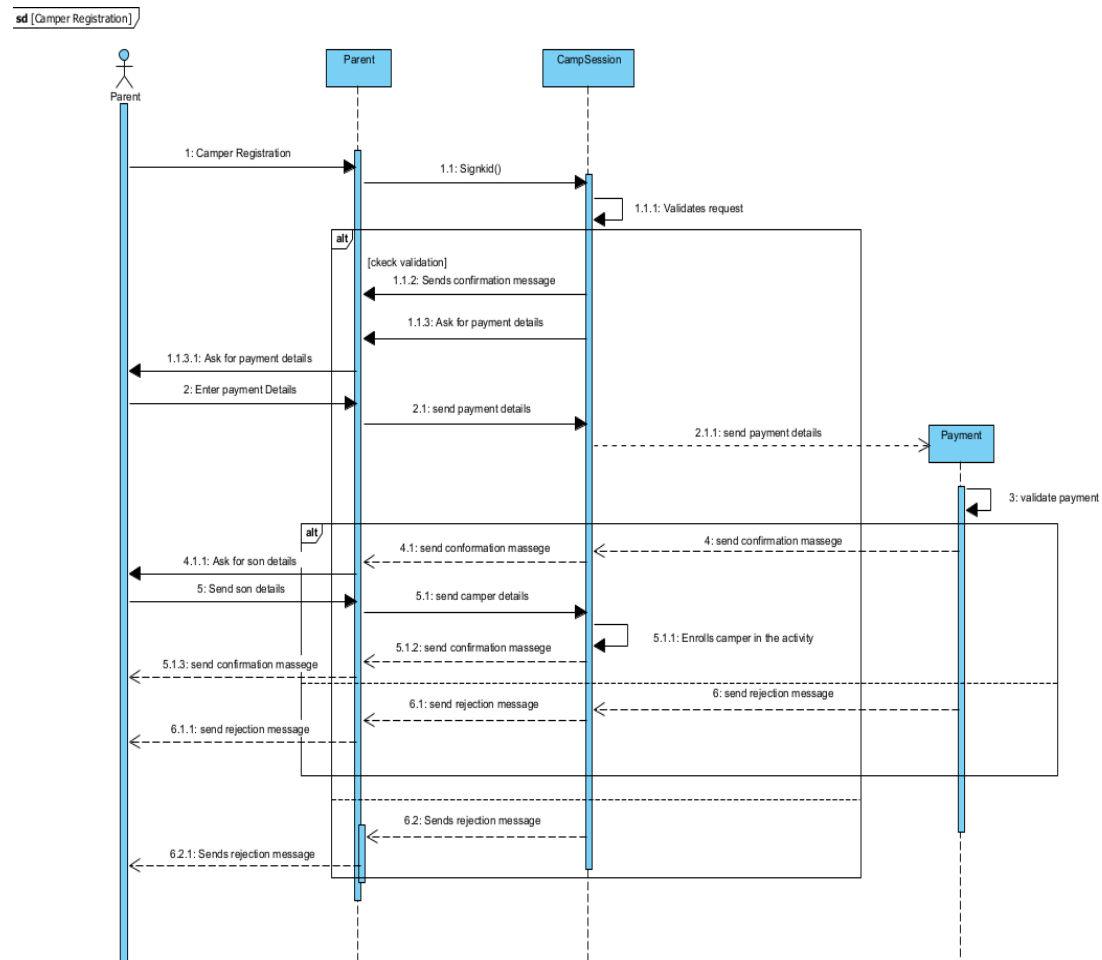 sd [Camper Registration]
Parent
CampSession
Parent
1: Camper Registration
1.1: Signkid()
1.1.1: Validates request
alt
[ckeck validation]
1.1.2: Sends confirmation message
1.1.3: Ask for payment details
1.1.3.1: Ask for payment details
2: Enter payment Details
2.1: send payment details
2.1.1: send payment details
Payment
3: validate payment
alt
4: send confirmation massege
4.1: send conformation massege
4.1.1: Ask for son details
5: Send son details
5.1: send camper details
5.1.1: Enrolls camper in the activity
5.1.2: send confirmation massege
5.1.3: send confirmation massege
6: send rejection message
6.1: send rejection message
6.1.1: send rejection message
6.2: Sends rejection message
6.2.1: Sends rejection message